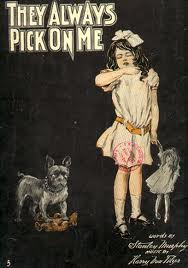 THEY ALWAYS
PICK ON ME
WORDS BY
Stanley Murphy
MUSIC BY
Harry Von Tilzer
5